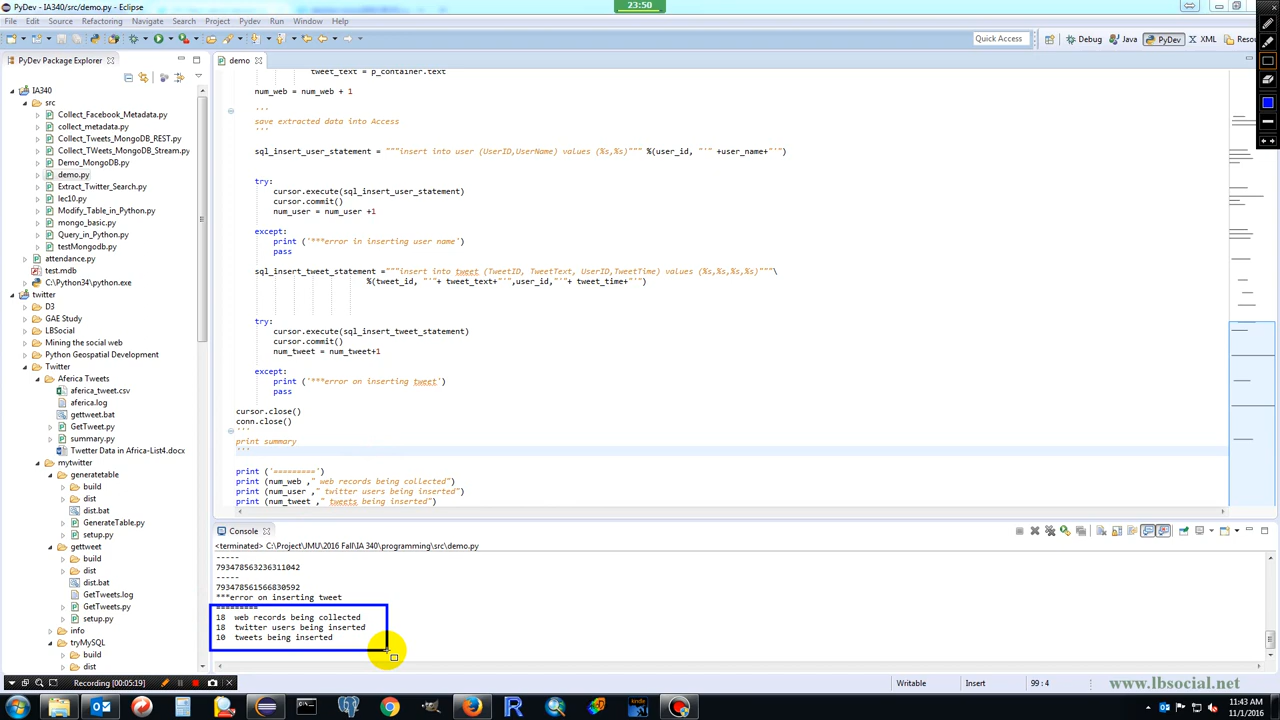 PyDev - IA340/src/demo.py - Eclipse
23:50
File Edit Source Refactoring Navigate Search Project Pydev Run Window Help
Quick Access
Debug Java PyDev XML Resou
PyDev Package Explorer
demo
IA340
src
Collect_Facebook_Metadata.py
collect_metadata.py
Collect_Tweets_MongoDB_REST.py
Collect_TWeets_MongoDB_Stream.py
Demo_MongoDB.py
demo.py
Extract_Twitter_Search.py
lec10.py
Modify_Table_in_Python.py
mongo_basic.py
Query_in_Python.py
testMongodb.py
attendance.py
test.mdb
C:\Python34\python.exe
twitter
D3
GAE Study
LBSocial
Mining the social web
Python Geospatial Development
Twitter
Aferica Tweets
aferica_tweet.csv
aferica.log
gettweet.bat
GetTweet.py
summary.py
Twetter Data in Africa-List4.docx
mytwitter
generatetable
build
dist
dist.bat
GenerateTable.py
setup.py
gettweet
build
dist
dist.bat
GetTweets.log
GetTweets.py
setup.py
info
tryMySQL
build
dist
tweet_text = p_container.text
num_web = num_web + 1
'''
save extracted data into Access
'''
sql_insert_user_statement = """insert into user (UserID,UserName) values (%s,%s)""" %(user_id, "'" +user_name+"'")
try:
cursor.execute(sql_insert_user_statement)
cursor.commit()
num_user = num_user +1
except:
print ('***error in inserting user name')
pass
sql_insert_tweet_statement ="""insert into tweet (TweetID, TweetText, UserID,TweetTime) values (%s,%s,%s,%s)"""\
%(tweet_id, "'"+ tweet_text+"'",user_id,"'"+ tweet_time+"'")
try:
cursor.execute(sql_insert_tweet_statement)
cursor.commit()
num_tweet = num_tweet+1
except:
print ('***error on inserting tweet')
pass
cursor.close()
conn.close()
'''
print summary
'''
print ('=========')
print (num_web ," web records being collected")
print (num_user ," twitter users being inserted")
print (num_tweet ," tweets being inserted")
Console
<terminated> C:\Project\JMU\2016 Fall\IA 340\programming\src\demo.py
-----
793478563236311042
-----
793478561566830592
***error on inserting tweet
=========
18 web records being collected
18 twitter users being inserted
10 tweets being inserted
Recording [00:05:19]
Writable Insert 99 : 4
www.lbsocial.net
11:43 AM
11/1/2016